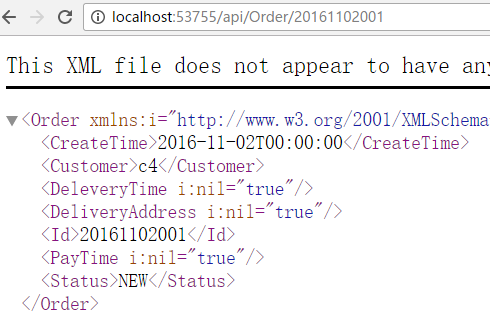 localhost:53755/api/Order/20161102001
This XML file does not appear to have any
▼<Order xmlns:i="http://www.w3.org/2001/XMLSchema
<CreateTime>2016-11-02T00:00:00</CreateTime>
<Customer>c4</Customer>
<DeleveryTime i:nil="true"/>
<DeliveryAddress i:nil="true"/>
<Id>20161102001</Id>
<PayTime i:nil="true"/>
<Status>NEW</Status>
</Order>